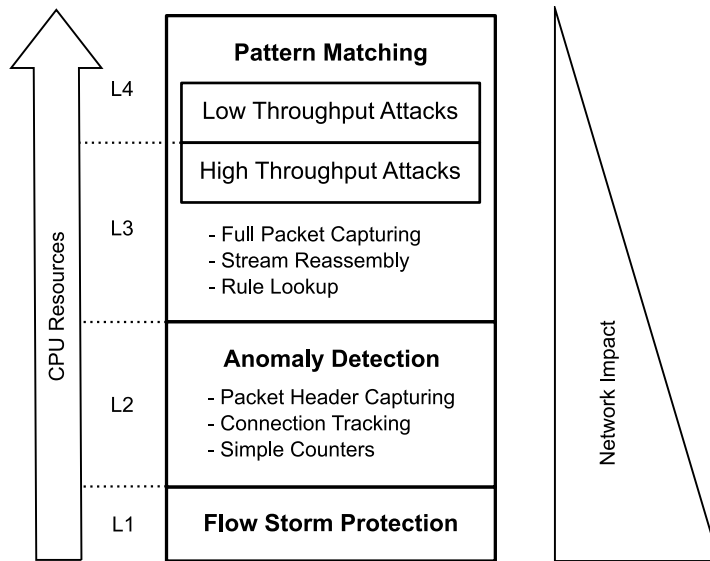 Pattern Matching
L4
Low Throughput Attacks
High Throughput Attacks
L3
- Full Packet Capturing
- Stream Reassembly
- Rule Lookup
CPU Resources
Anomaly Detection
L2
- Packet Header Capturing
- Connection Tracking
- Simple Counters
Network Impact
L1
Flow Storm Protection